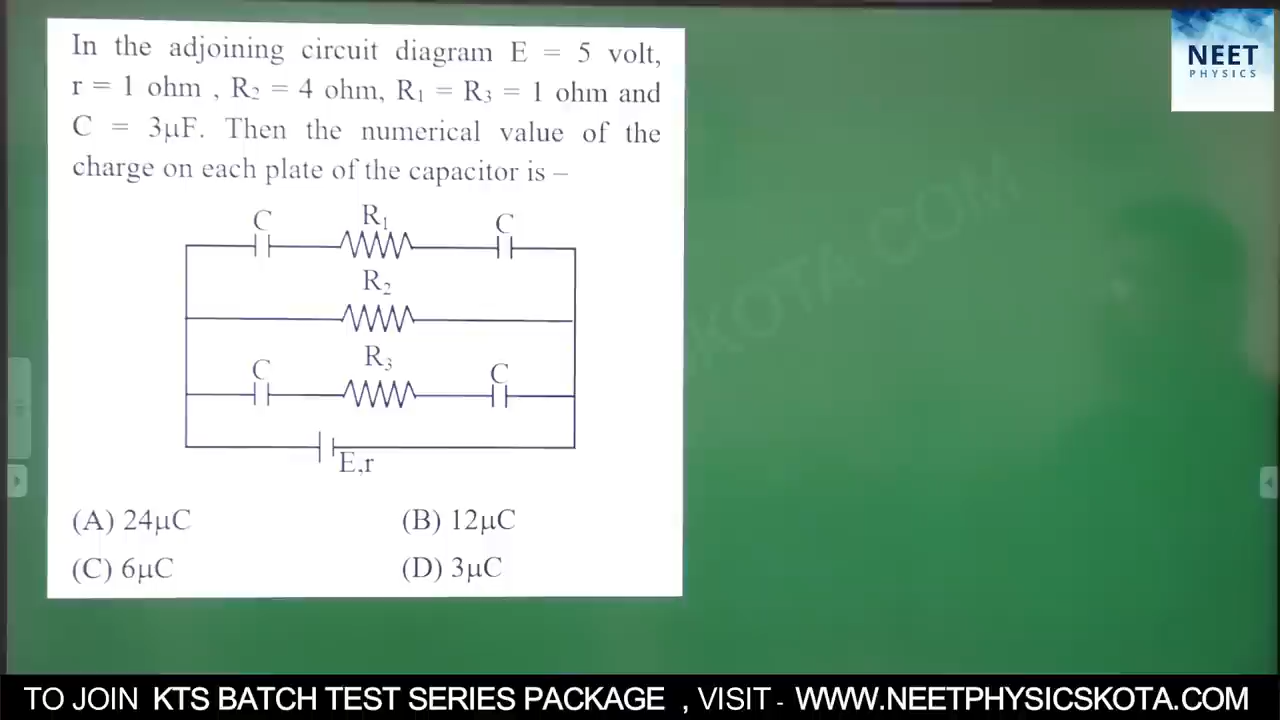 In the adjoining circuit diagram E = 5 volt,
r = 1 ohm , R₂ = 4 ohm, R₁ = R₃ = 1 ohm and
C = 3μF. Then the numerical value of the
charge on each plate of the capacitor is –
C R₁ C
R₂
C R₃ C
E,r
(A) 24μC (B) 12μC
(C) 6μC (D) 3μC
NEET
PHYSICS
SKOTA.COM
TO JOIN KTS BATCH TEST SERIES PACKAGE , VISIT - WWW.NEETPHYSICSKOTA.COM